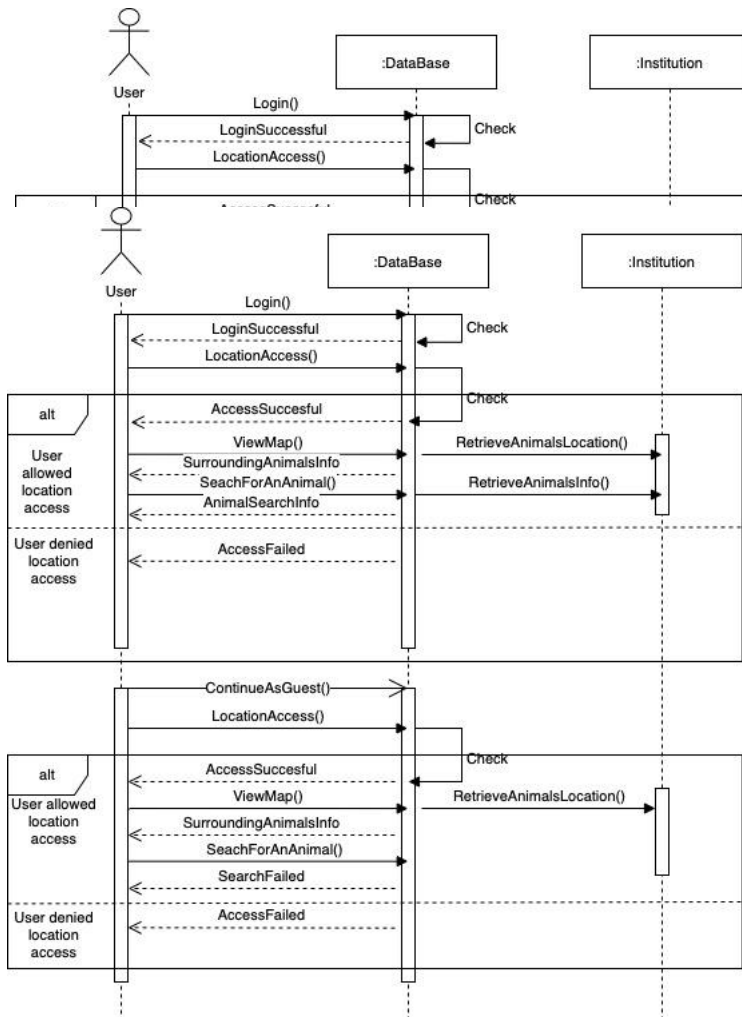 :DataBase
:Institution
User
Login()
LoginSuccessful
Check
LocationAccess()
Check
:DataBase
:Institution
User
Login()
LoginSuccessful
Check
LocationAccess()
Check
alt
AccessSuccesful
User
allowed
location
access
ViewMap()
RetrieveAnimalsLocation()
SurroundingAnimalsInfo
SeachForAnAnimal()
RetrieveAnimalsInfo()
AnimalSearchInfo
User denied
location
access
AccessFailed
ContinueAsGuest()
LocationAccess()
Check
alt
AccessSuccesful
User allowed
location
access
ViewMap()
RetrieveAnimalsLocation()
SurroundingAnimalsInfo
SeachForAnAnimal()
SearchFailed
User denied
location
access
AccessFailed